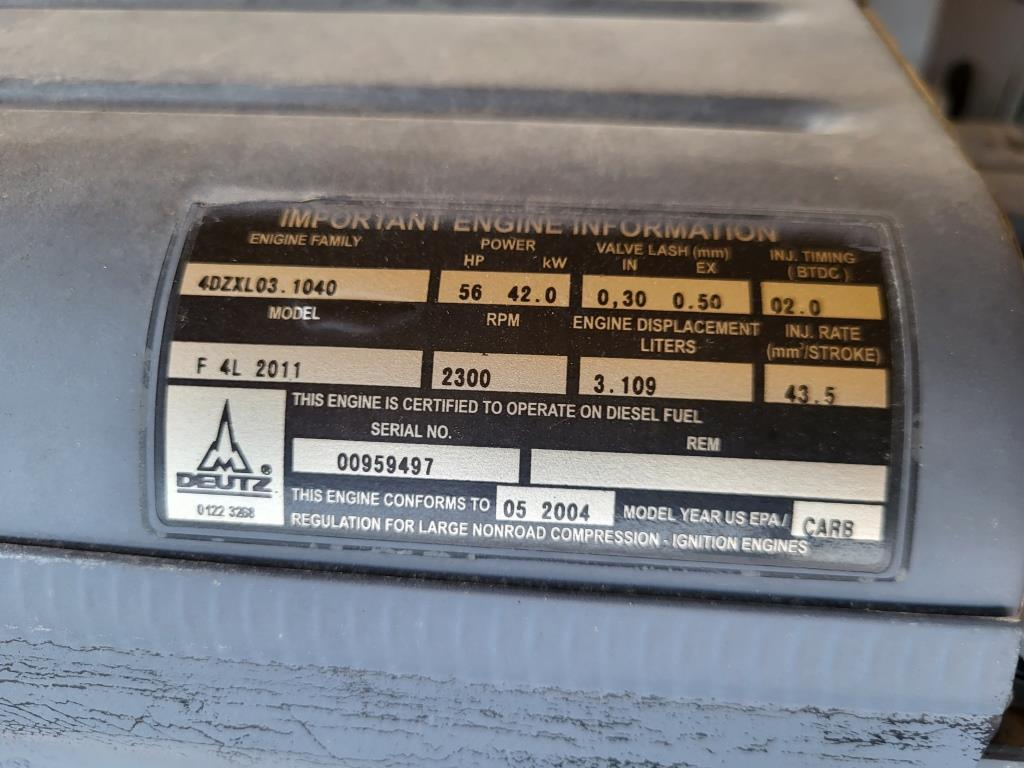 IMPORTANT ENGINE INFORMATION
ENIGINE FAMILY POWER VALVE LASH (mm) INJ. TIMING
HP kW IN EX (BTDC)
4DZXL03.1040 56 42.0 0,30 0.50 02.0
MODEL RPM ENGINE DISPLACEMENT INJ. RATE
LITERS (mm³/STROKE)
F 4L 2011 2300 3.109 43.5
THIS ENGINE IS CERTIFIED TO OPERATE ON DIESEL FUEL
SERIAL NO. REM
00959497
DEUTZ®
0122 3268
THIS ENGINE CONFORMS TO 05 2004 MODEL YEAR US EPA/ CARB
REGULATION FOR LARGE NONROAD COMPRESSION - IGNITION ENGINES